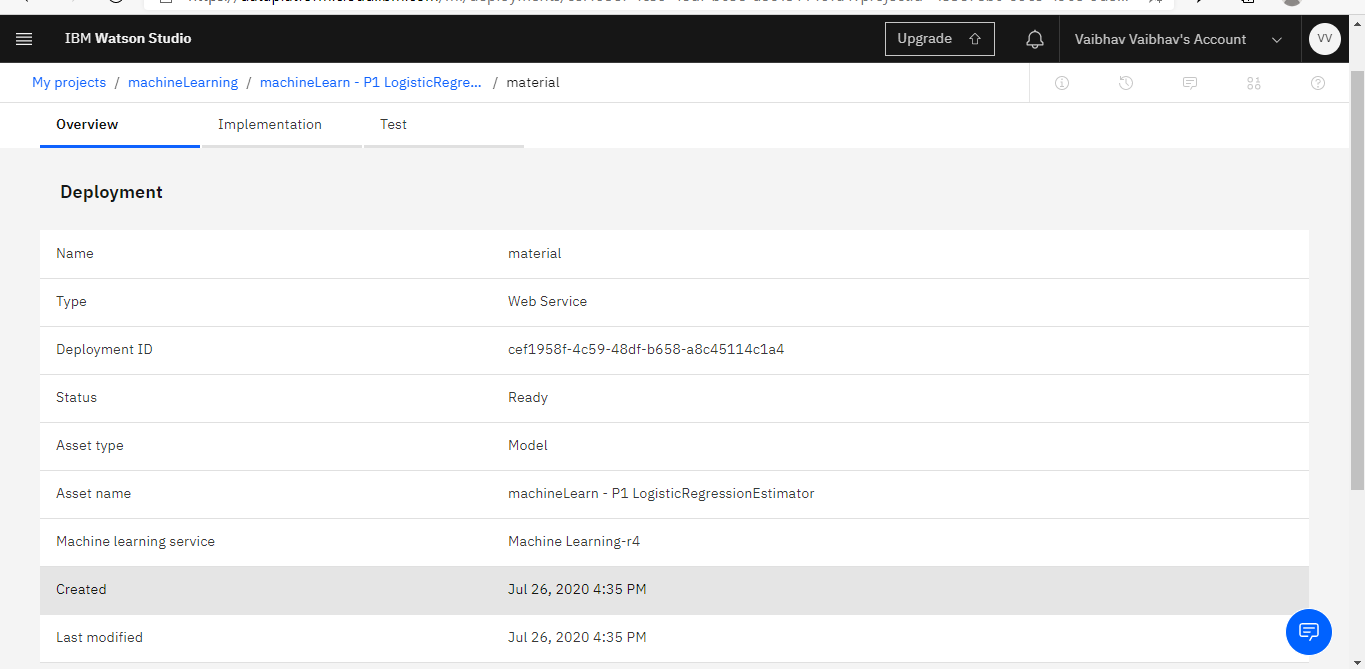 IBM Watson Studio
Upgrade
Vaibhav Vaibhav's Account
VV
My projects / machineLearning / machineLearn - P1 LogisticRegre... / material
Overview
Implementation
Test
Deployment
Name material
Type Web Service
Deployment ID cef1958f-4c59-48df-b658-a8c45114c1a4
Status Ready
Asset type Model
Asset name machineLearn - P1 LogisticRegressionEstimator
Machine learning service Machine Learning-r4
Created Jul 26, 2020 4:35 PM
Last modified Jul 26, 2020 4:35 PM